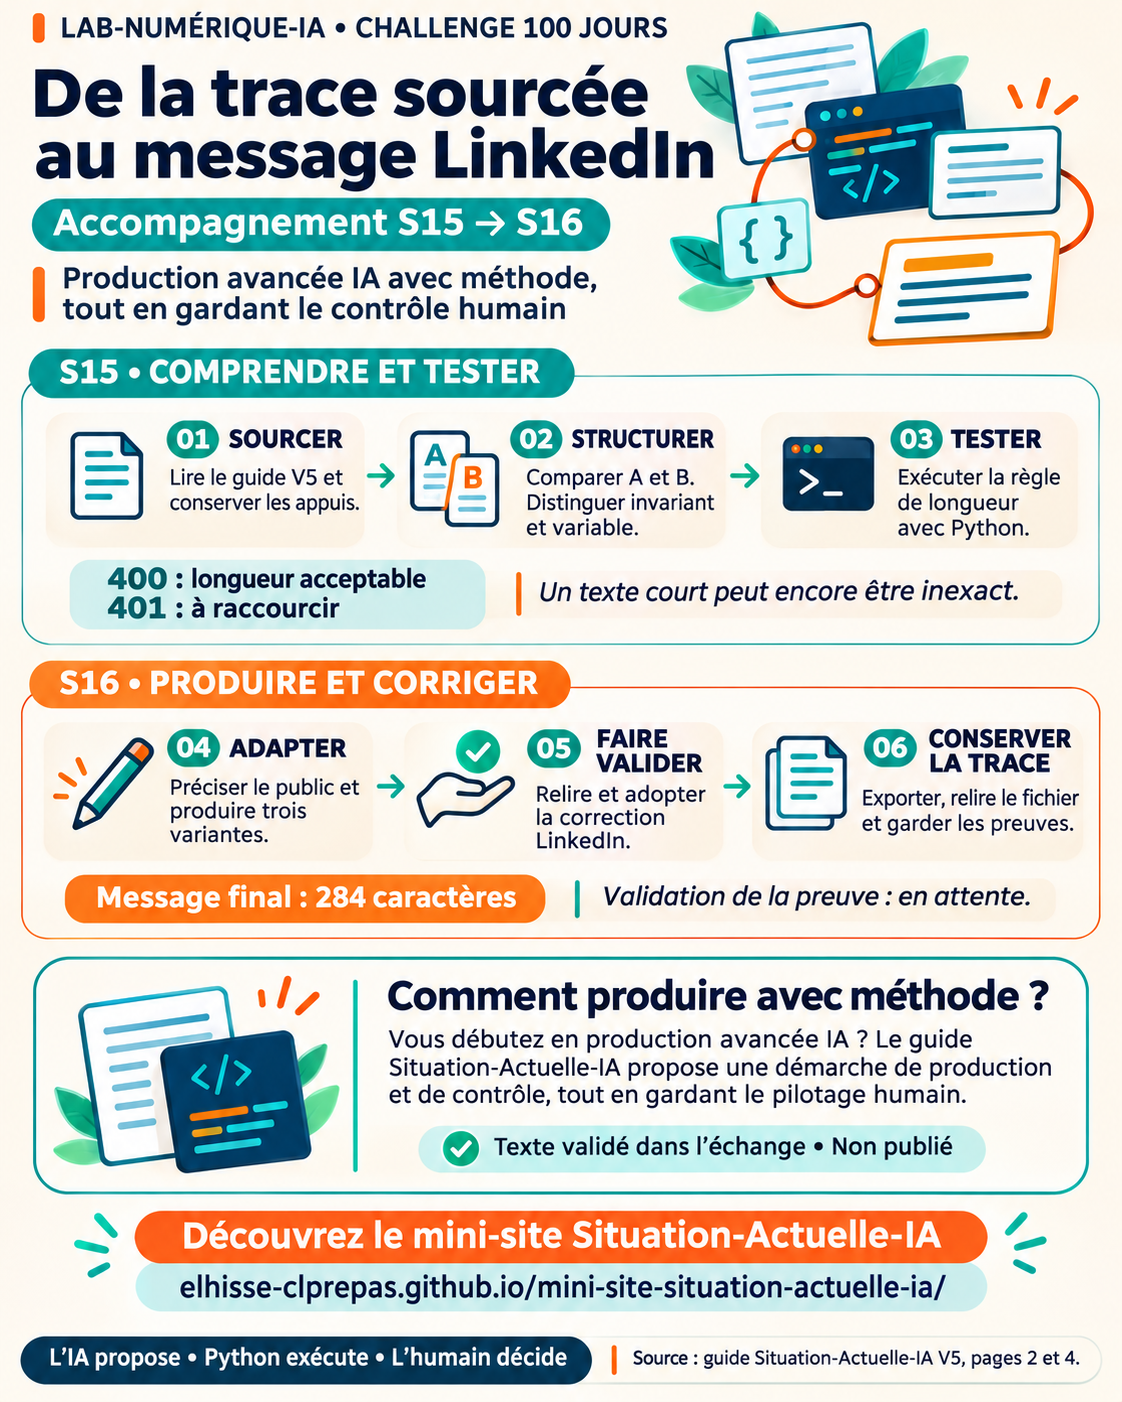 LAB-NUMÉRIQUE-IA • CHALLENGE 100 JOURS
De la trace sourcée
au message LinkedIn
Accompagnement S15 → S16
Production avancée IA avec méthode,
tout en gardant le contrôle humain
</>
{ }
S15 • COMPRENDRE ET TESTER
01 SOURCER
Lire le guide V5 et
conserver les appuis.
A
B
02 STRUCTURER
Comparer A et B.
Distinguer invariant
et variable.
>_
03 TESTER
Exécuter la règle
de longueur
avec Python.
400 : longueur acceptable
401 : à raccourcir
Un texte court peut encore être inexact.
S16 • PRODUIRE ET CORRIGER
04 ADAPTER
Préciser le public et
produire trois
variantes.
05 FAIRE
VALIDER
Relire et adopter
la correction
LinkedIn.
06 CONSERVER
LA TRACE
Exporter, relire le fichier
et garder les preuves.
Message final : 284 caractères
Validation de la preuve : en attente.
</>
Comment produire avec méthode ?
Vous débutez en production avancée IA ? Le guide
Situation-Actuelle-IA propose une démarche de production
et de contrôle, tout en gardant le pilotage humain.
Texte validé dans l'échange • Non publié
Découvrez le mini-site Situation-Actuelle-IA
elhisse-clprepas.github.io/mini-site-situation-actuelle-ia/
L'IA propose • Python exécute • L'humain décide
Source : guide Situation-Actuelle-IA V5, pages 2 et 4.